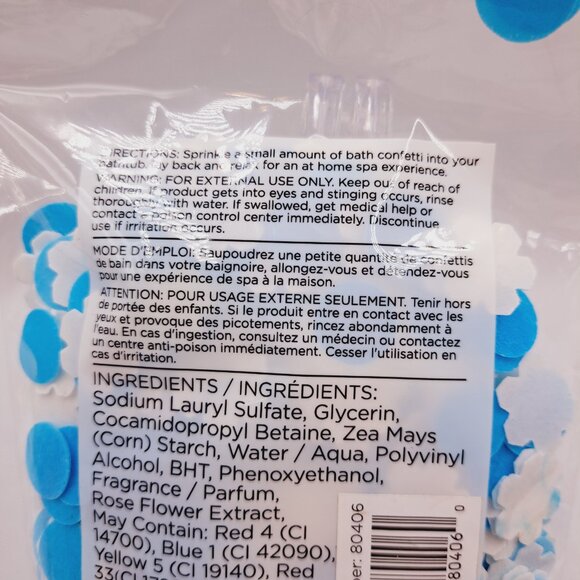 DIRECTIONS: Sprinkle a small amount of bath confetti into your
bathtub, lay back and relax for an at home spa experience.
WARNING: FOR EXTERNAL USE ONLY. Keep out of reach of
children. If product gets into eyes and stinging occurs, rinse
thoroughly with water. If swallowed, get medical help or
contact a poison control center immediately. Discontinue
use if irritation occurs.
MODE D'EMPLOI: Saupoudrez une petite quantité de confettis
de bain dans votre baignoire, allongez-vous et détendez-vous
pour une expérience de spa à la maison.
ATTENTION: POUR USAGE EXTERNE SEULEMENT. Tenir hors
de portée des enfants. Si le produit entre en contact avec les
yeux et provoque des picotements, rincez abondamment à
l'eau. En cas d'ingestion, consultez un médecin ou contactez
un centre anti-poison immédiatement. Cesser l'utilisation en
cas d'irritation.
INGREDIENTS / INGRÉDIENTS:
Sodium Lauryl Sulfate, Glycerin,
Cocamidopropyl Betaine, Zea Mays
(Corn) Starch, Water / Aqua, Polyvinyl
Alcohol, BHT, Phenoxyethanol,
Fragrance / Parfum,
Rose Flower Extract,
May Contain: Red 4 (CI
14700), Blue 1 (CI 42090),
Yellow 5 (CI 19140), Red
33(CI
80406
80406 0